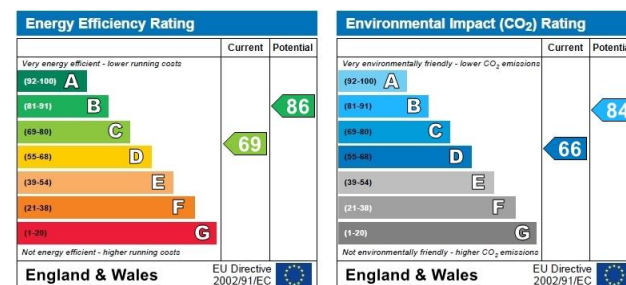 Energy Efficiency Rating
Current Potential
Very energy efficient - lower running costs
(92-100) A
(81-91) B
86
(69-80) C
69
(55-68) D
(39-54) E
(21-38) F
(1-20) G
Not energy efficient - higher running costs
England & Wales
EU Directive
2002/91/EC
Environmental Impact (CO₂) Rating
Current Potentia
Very environmentally friendly - lower CO₂ emissions
(92-100) A
(81-91) B
84
(69-80) C
(55-68) D
66
(39-54) E
(21-38) F
(1-20) G
Not environmentally friendly - higher CO₂ emissions
England & Wales
EU Directive
2002/91/EC